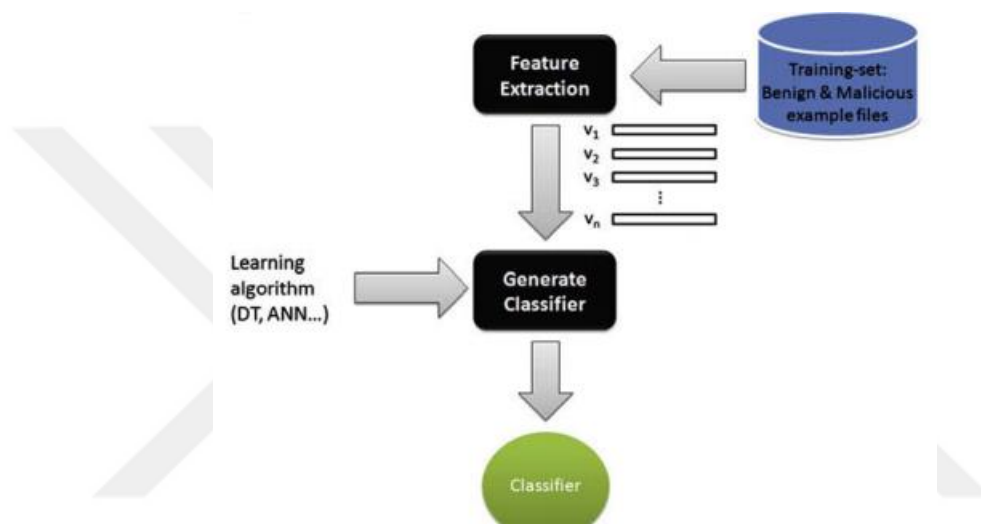 Feature
Extraction
Training-set:
Benign & Malicious
example files
v1
v2
v3
⋮
vn
Learning
algorithm
(DT, ANN...)
Generate
Classifier
Classifier